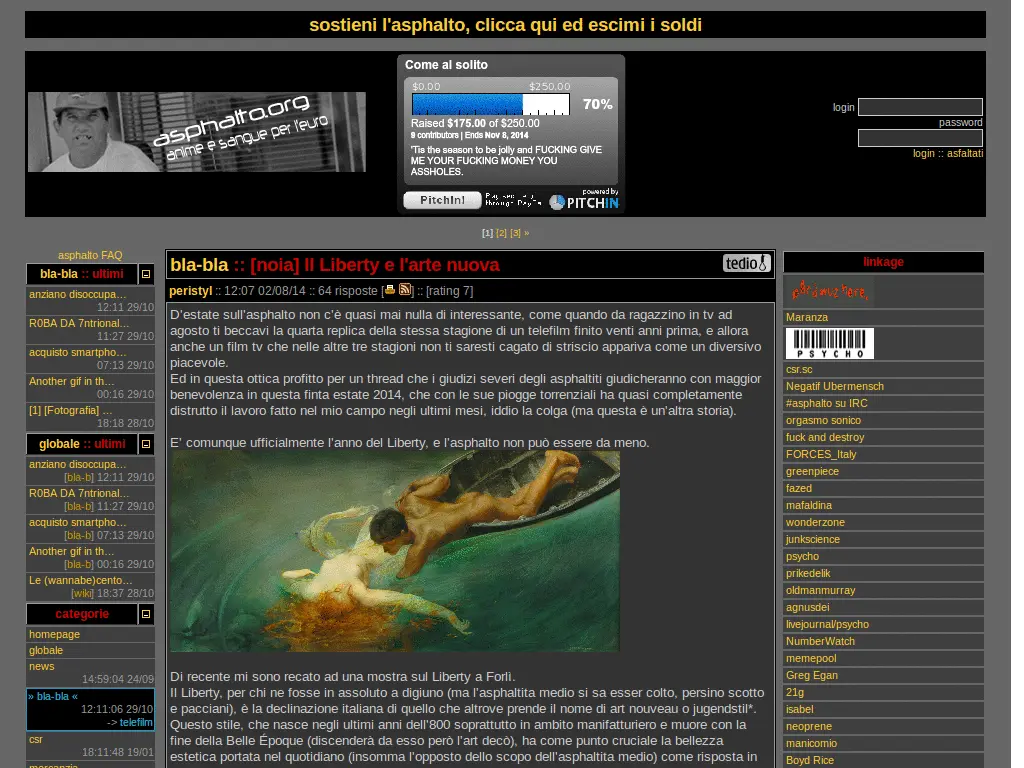 sostieni l'asphalto, clicca qui ed escimi i soldi
asphalto.org
anime e sangue per l'euro
Come al solito
$0.00 $250.00
70%
Raised $175.00 of $250.00
9 contributors | Ends Nov 8, 2014
'Tis the season to be jolly and FUCKING GIVE
ME YOUR FUCKING MONEY YOU
ASSHOLES.
PitchIn!
powered by
PITCHIN
login
password
login :: asfaltati
[1] [2] [3] »
asphalto FAQ
bla-bla :: ultimi
anziano disoccupa...
12:11 29/10
R0BA DA 7ntrional...
11:27 29/10
acquisto smartpho...
07:13 29/10
Another gif in th...
00:16 29/10
[1] [Fotografia] ...
18:18 28/10
globale :: ultimi
anziano disoccupa...
[bla-b] 12:11 29/10
R0BA DA 7ntrional...
[bla-b] 11:27 29/10
acquisto smartpho...
[bla-b] 07:13 29/10
Another gif in th...
[bla-b] 00:16 29/10
Le (wannabe)cento...
[wiki] 18:37 28/10
categorie
homepage
globale
news
14:59:04 24/09
» bla-bla «
12:11:06 29/10
-> telefilm
csr
18:11:48 19/01
bla-bla :: [noia] Il Liberty e l'arte nuova
tedio
peristyl :: 12:07 02/08/14 :: 64 risposte [ ] :: [rating 7]
D'estate sull'asphalto non c'è quasi mai nulla di interessante, come quando da ragazzino in tv ad
agosto ti beccavi la quarta replica della stessa stagione di un telefilm finito venti anni prima, e allora
anche un film tv che nelle altre tre stagioni non ti saresti cagato di striscio appariva come un diversivo
piacevole.
Ed in questa ottica profitto per un thread che i giudizi severi degli asphaltiti giudicheranno con maggior
benevolenza in questa finta estate 2014, che con le sue piogge torrenziali ha quasi completamente
distrutto il lavoro fatto nel mio campo negli ultimi mesi, iddio la colga (ma questa è un'altra storia).
E' comunque ufficialmente l'anno del Liberty, e l'asphalto non può essere da meno.
Di recente mi sono recato ad una mostra sul Liberty a Forlì.
Il Liberty, per chi ne fosse in assoluto a digiuno (ma l'asphaltita medio si sa esser colto, persino scotto
e pacciani), è la declinazione italiana di quello che altrove prende il nome di art nouveau o jugendstil*.
Questo stile, che nasce negli ultimi anni dell'800 soprattutto in ambito manifatturiero e muore con la
fine della Belle Époque (discenderà da esso però l'art decò), ha come punto cruciale la bellezza
estetica portata nel quotidiano (insomma l'opposto dello scopo dell'asphaltita medio) come risposta in
linkage
Maranza
PSYCHO
csr.sc
Negatif Ubermensch
#asphalto su IRC
orgasmo sonico
fuck and destroy
FORCES_Italy
greenpiece
fazed
mafaldina
wonderzone
junkscience
psycho
prikedelik
oldmanmurray
agnusdei
livejournal/psycho
NumberWatch
memepool
Greg Egan
21g
isabel
neoprene
manicomio
Boyd Rice